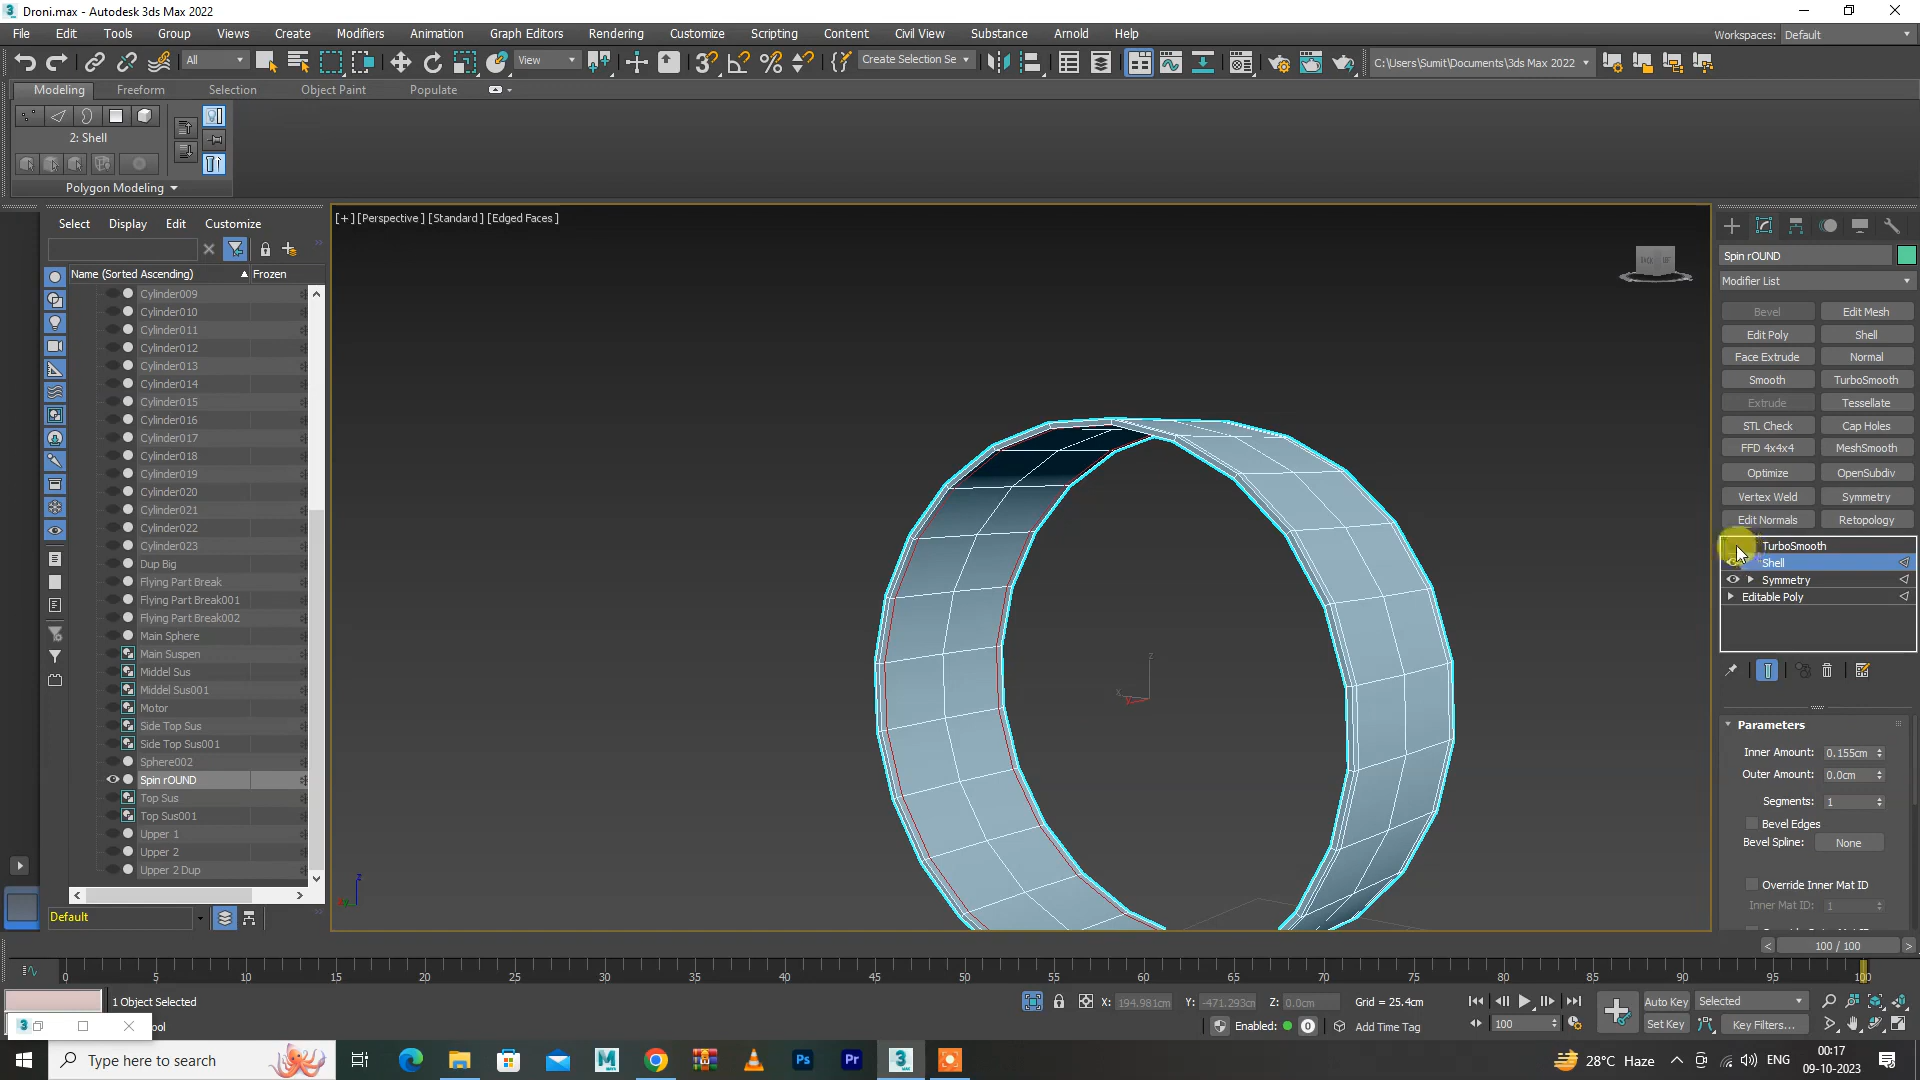 Droni.max - Autodesk 3ds Max 2022
File Edit Tools Group Views Create Modifiers Animation Graph Editors Rendering Customize Scripting Content Civil View Substance Arnold Help
Workspaces: Default
All View Create Selection Se C:\Users\Sumit\Documents\3ds Max 2022
Modeling Freeform Selection Object Paint Populate
2: Shell
Polygon Modeling
Select Display Edit Customize
Name (Sorted Ascending) Frozen
Cylinder009
Cylinder010
Cylinder011
Cylinder012
Cylinder013
Cylinder014
Cylinder015
Cylinder016
Cylinder017
Cylinder018
Cylinder019
Cylinder020
Cylinder021
Cylinder022
Cylinder023
Dup Big
Flying Part Break
Flying Part Break001
Flying Part Break002
Main Sphere
Main Suspen
Middel Sus
Middel Sus001
Motor
Side Top Sus
Side Top Sus001
Sphere002
Spin rOUND
Top Sus
Top Sus001
Upper 1
Upper 2
Upper 2 Dup
Default
[+] [Perspective] [Standard] [Edged Faces]
z
x
y
z
Spin rOUND
Modifier List
Bevel Edit Mesh
Edit Poly Shell
Face Extrude Normal
Smooth TurboSmooth
Extrude Tessellate
STL Check Cap Holes
FFD 4x4x4 MeshSmooth
Optimize OpenSubdiv
Vertex Weld Symmetry
Edit Normals Retopology
TurboSmooth
Shell
Symmetry
Editable Poly
Parameters
Inner Amount: 0.155cm
Outer Amount: 0.0cm
Segments: 1
Bevel Edges
Bevel Spline: None
Override Inner Mat ID
Inner Mat ID: 1
< 100 / 100 >
0 5 10 15 20 25 30 35 40 45 50 55 60 65 70 75 80 85 90 95 100
1 Object Selected
X: 194.981cm Y: -471.293cm Z: 0.0cm Grid = 25.4cm
Enabled: Add Time Tag
100
Auto Key Selected
Set Key Key Filters...
Type here to search
28°C Haze ENG
00:17
09-10-2023